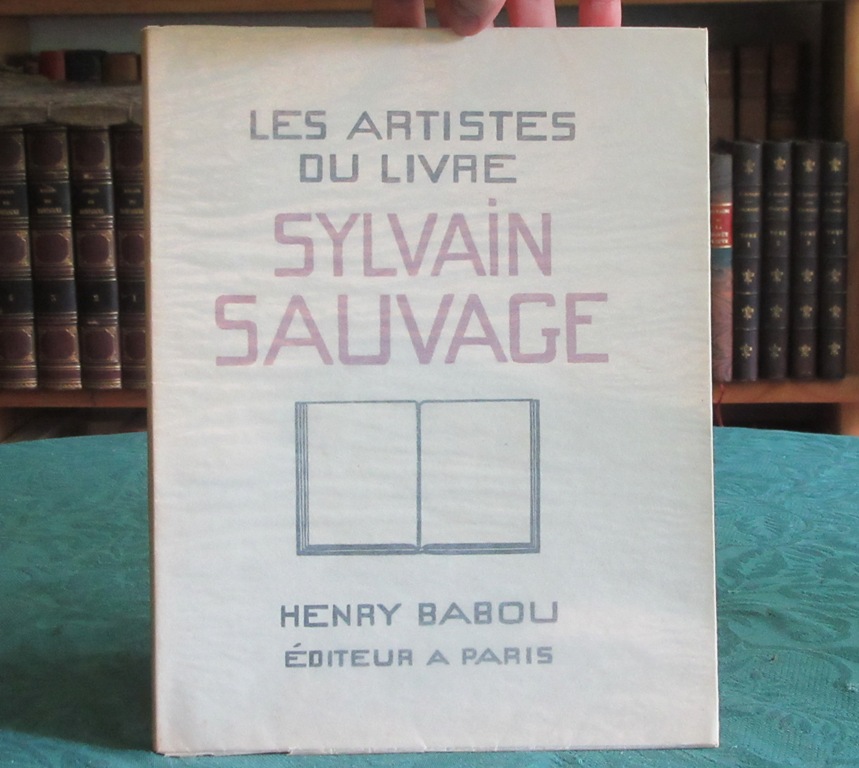 LES ARTISTES
DU LIVRE
SYLVAIN
SAUVAGE
HENRY BABOU
ÉDITEUR A PARIS